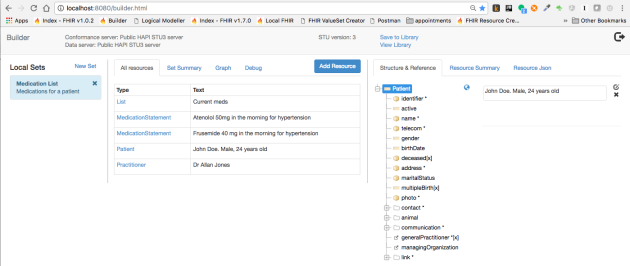 localhost:8080/builder.html
Apps Index - FHIR v1.0.2 Builder Logical Modeller Index - FHIR v1.7.0 Local FHIR FHIR ValueSet Creator Postman appointments FHIR Resource Cre... » Other Bookmarks
Builder
Conformance server: Public HAPI STU3 server
Data server: Public HAPI STU3 server
STU version: 3
Save to Library
View Library
Local Sets
New Set
Medication List
Medications for a patient
All resources Set Summary Graph Debug
Add Resource
Type Text
List Current meds
MedicationStatement Atenolol 50mg in the morning for hypertension
MedicationStatement Frusemide 40 mg in the morning for hypertension
Patient John Doe. Male, 24 years old
Practitioner Dr Allan Jones
Structure & Reference Resource Summary Resource Json
Patient
identifier *
active
name *
telecom *
gender
birthDate
deceased[x]
address *
maritalStatus
multipleBirth[x]
photo *
contact *
animal
communication *
generalPractitioner *[x]
managingOrganization
link *
John Doe. Male, 24 years old